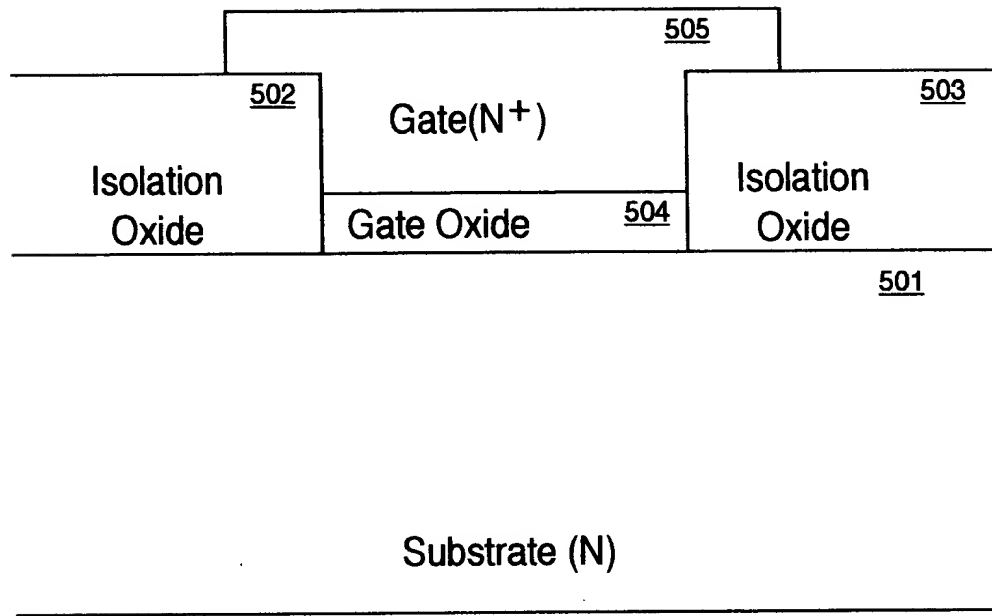 505
502
503
Gate(N+)
Isolation
Oxide
Isolation
Oxide
Gate Oxide
504
501
Substrate (N)